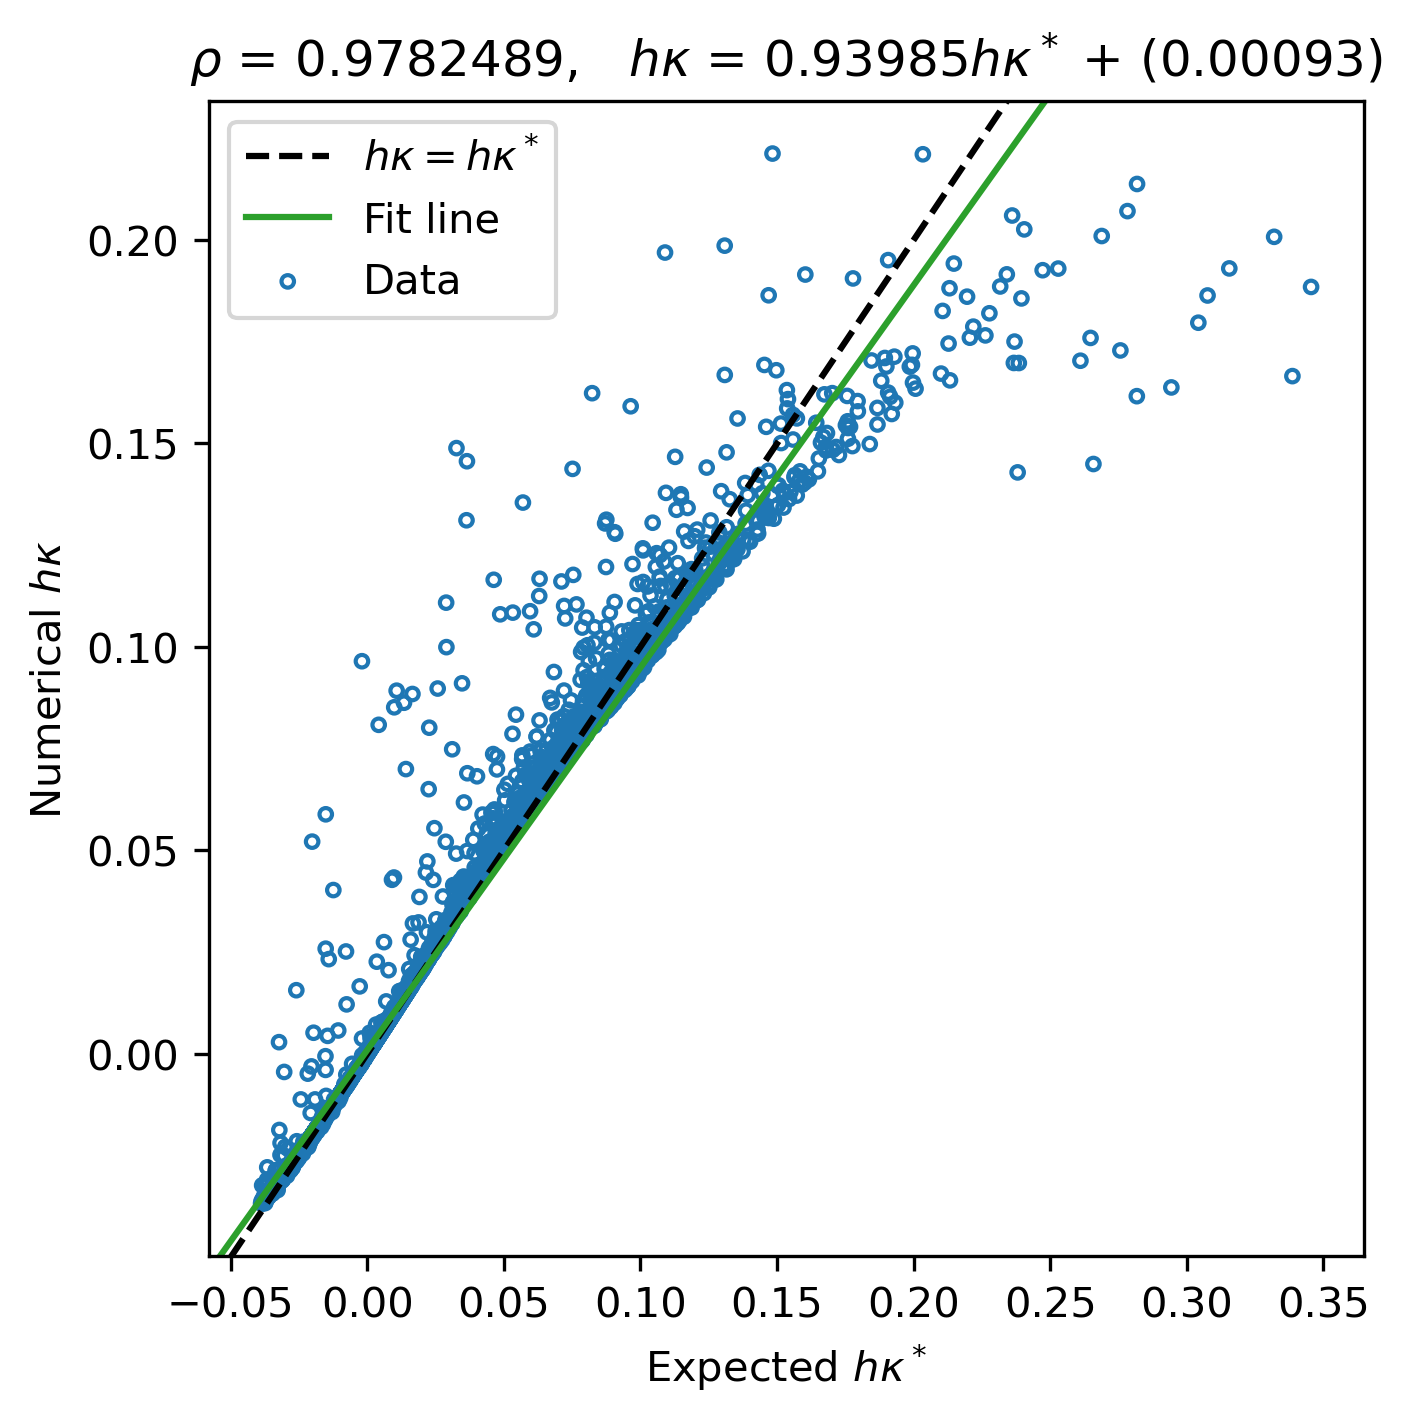 ρ = 0.9782489,   hκ = 0.93985hκ* + (0.00093)
hκ = hκ*
Fit line
Data
0.20
0.15
0.10
0.05
0.00
Numerical hκ
−0.05 0.00 0.05 0.10 0.15 0.20 0.25 0.30 0.35
Expected hκ*